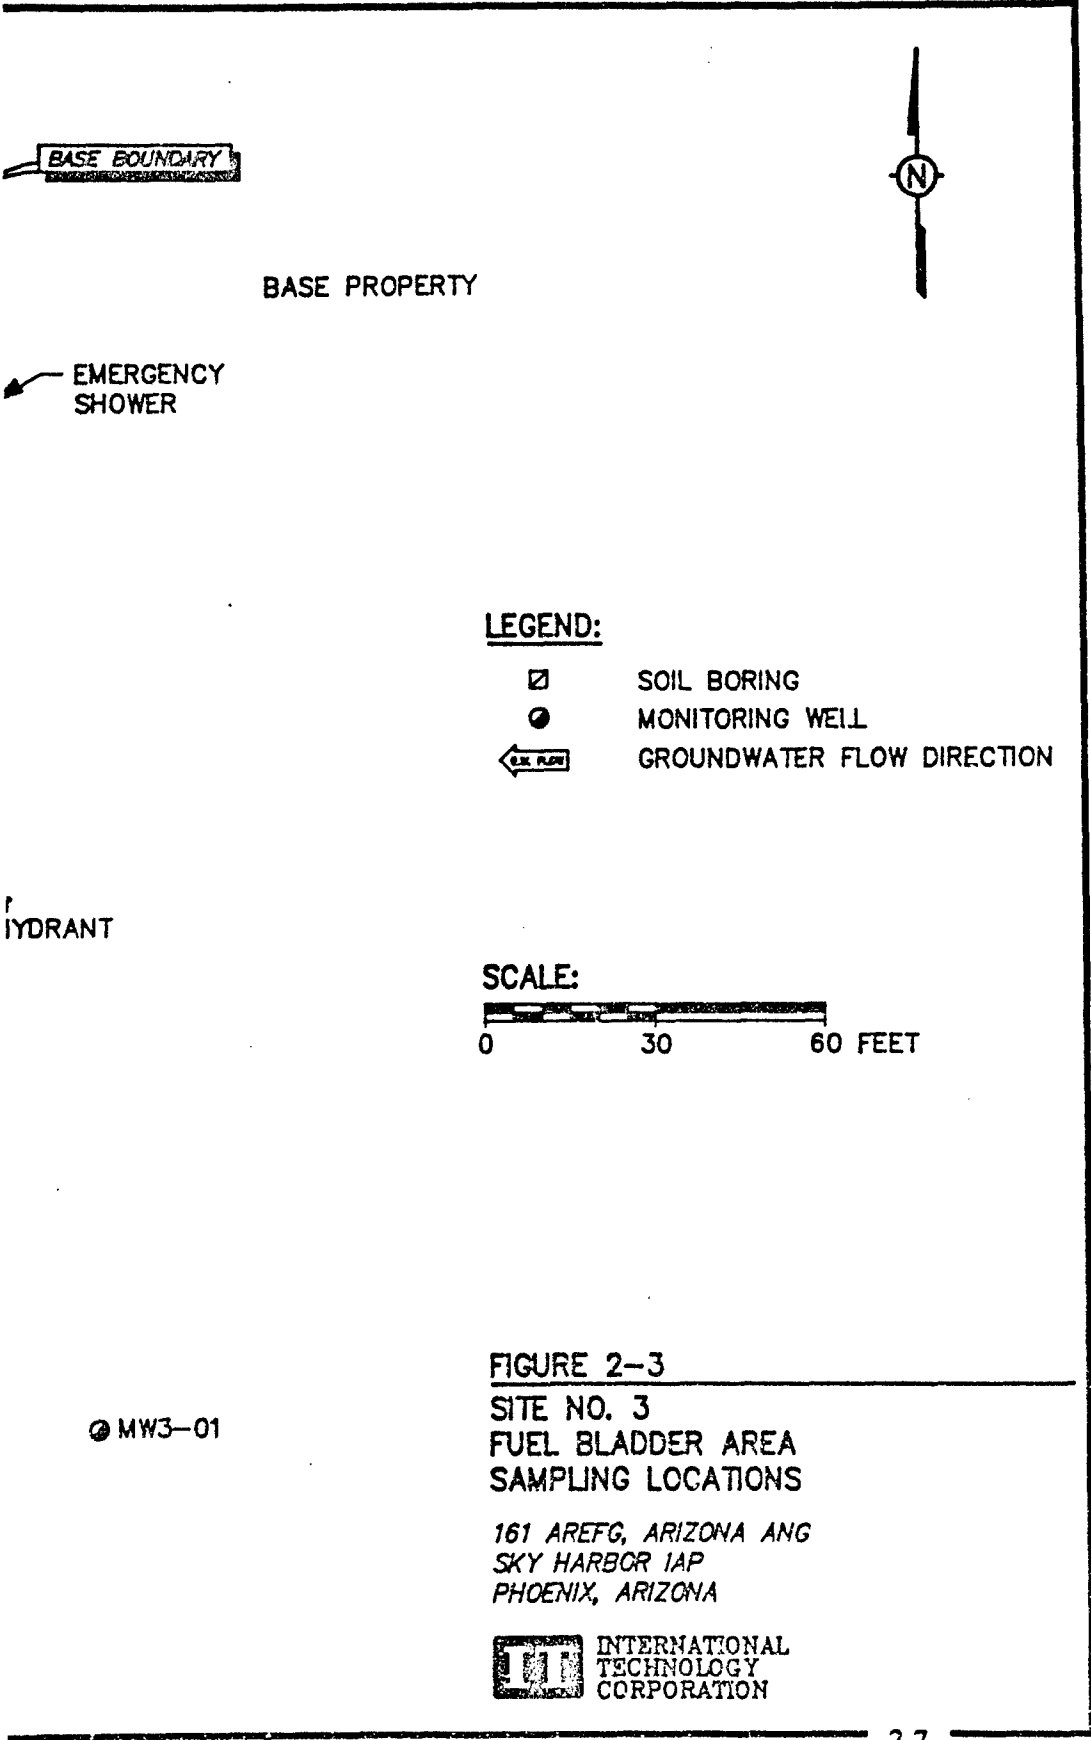 BASE BOUNDARY
N
BASE PROPERTY
EMERGENCY
SHOWER
LEGEND:
SOIL BORING
MONITORING WELL
G.W. FLOW
GROUNDWATER FLOW DIRECTION
IYDRANT
SCALE:
0 30 60 FEET
FIGURE 2-3
SITE NO. 3
FUEL BLADDER AREA
SAMPLING LOCATIONS
MW3-01
161 AREFG, ARIZONA ANG
SKY HARBOR IAP
PHOENIX, ARIZONA
IT
INTERNATIONAL
TECHNOLOGY
CORPORATION